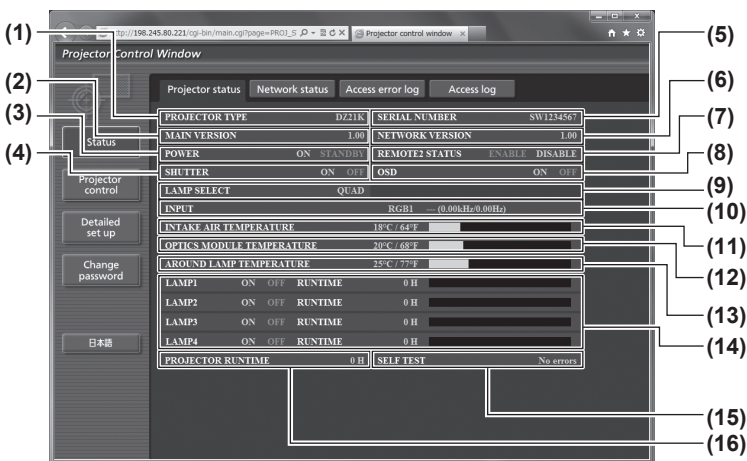 http://198.245.80.221/cgi-bin/main.cgi?page=PROJ_S
Projector control window
Projector Control Window
Projector status
Network status
Access error log
Access log
Status
Projector control
Detailed set up
Change password
日本語
PROJECTOR TYPE DZ21K
SERIAL NUMBER SW1234567
MAIN VERSION 1.00
NETWORK VERSION 1.00
POWER ON STANDBY
REMOTE2 STATUS ENABLE DISABLE
SHUTTER ON OFF
OSD ON OFF
LAMP SELECT QUAD
INPUT RGB1 --- (0.00kHz/0.00Hz)
INTAKE AIR TEMPERATURE 18°C / 64°F
OPTICS MODULE TEMPERATURE 20°C / 68°F
AROUND LAMP TEMPERATURE 25°C / 77°F
LAMP1 ON OFF RUNTIME 0 H
LAMP2 ON OFF RUNTIME 0 H
LAMP3 ON OFF RUNTIME 0 H
LAMP4 ON OFF RUNTIME 0 H
PROJECTOR RUNTIME 0 H
SELF TEST No errors
(1)
(2)
(3)
(4)
(5)
(6)
(7)
(8)
(9)
(10)
(11)
(12)
(13)
(14)
(15)
(16)